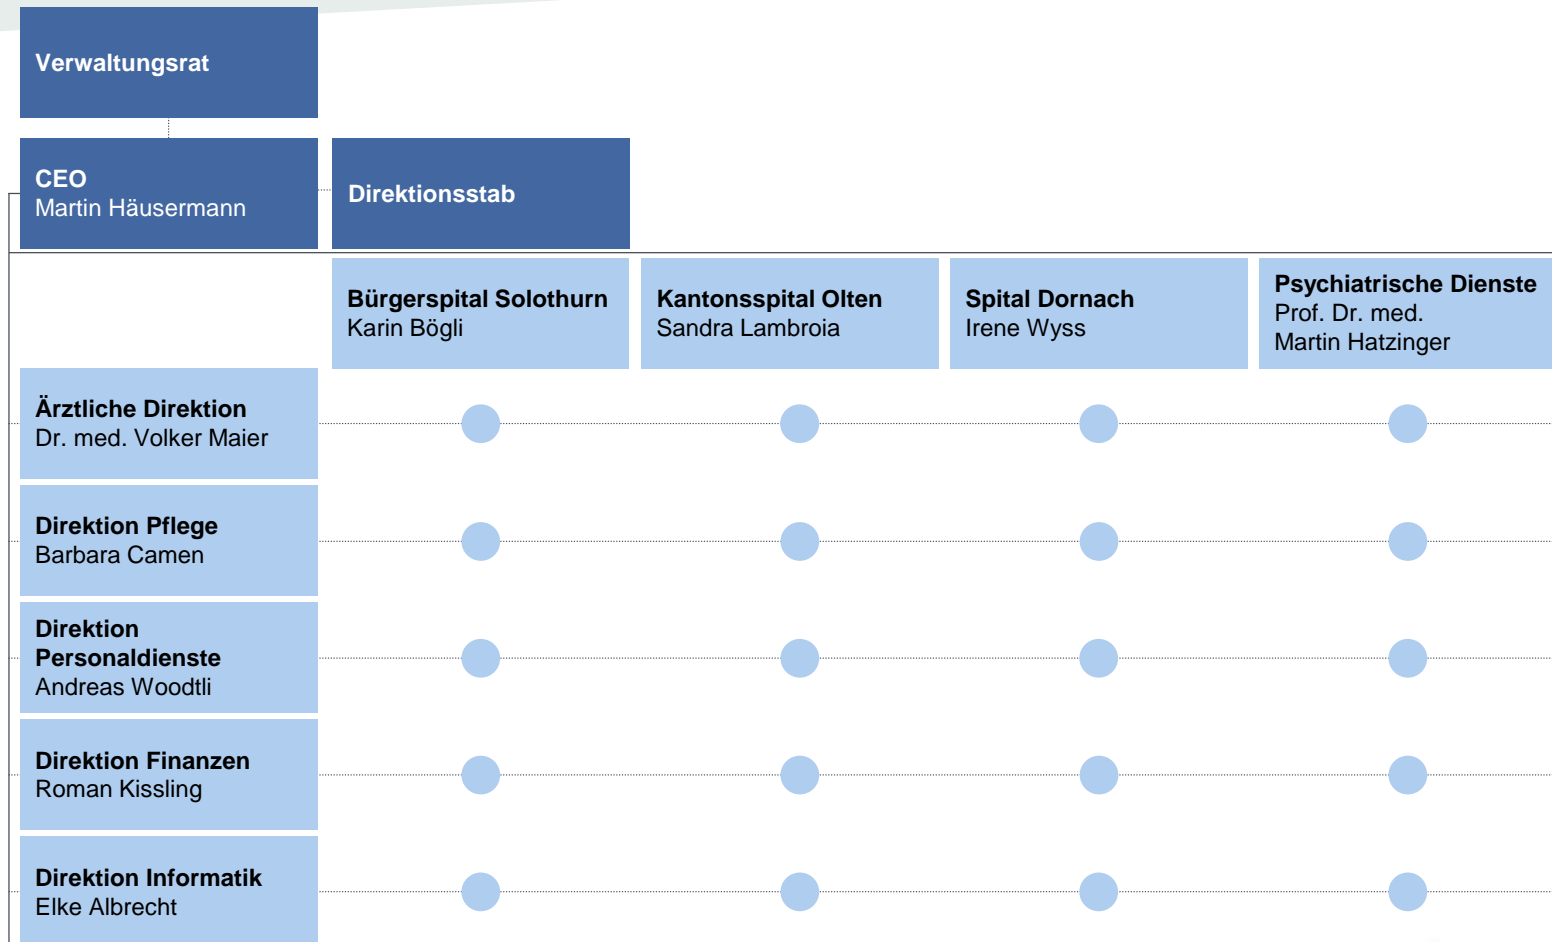 Verwaltungsrat
CEO
Martin Häusermann
Direktionsstab
Bürgerspital Solothurn
Karin Bögli
Kantonsspital Olten
Sandra Lambroia
Spital Dornach
Irene Wyss
Psychiatrische Dienste
Prof. Dr. med.
Martin Hatzinger
Ärztliche Direktion
Dr. med. Volker Maier
Direktion Pflege
Barbara Camen
Direktion
Personaldienste
Andreas Woodtli
Direktion Finanzen
Roman Kissling
Direktion Informatik
Elke Albrecht